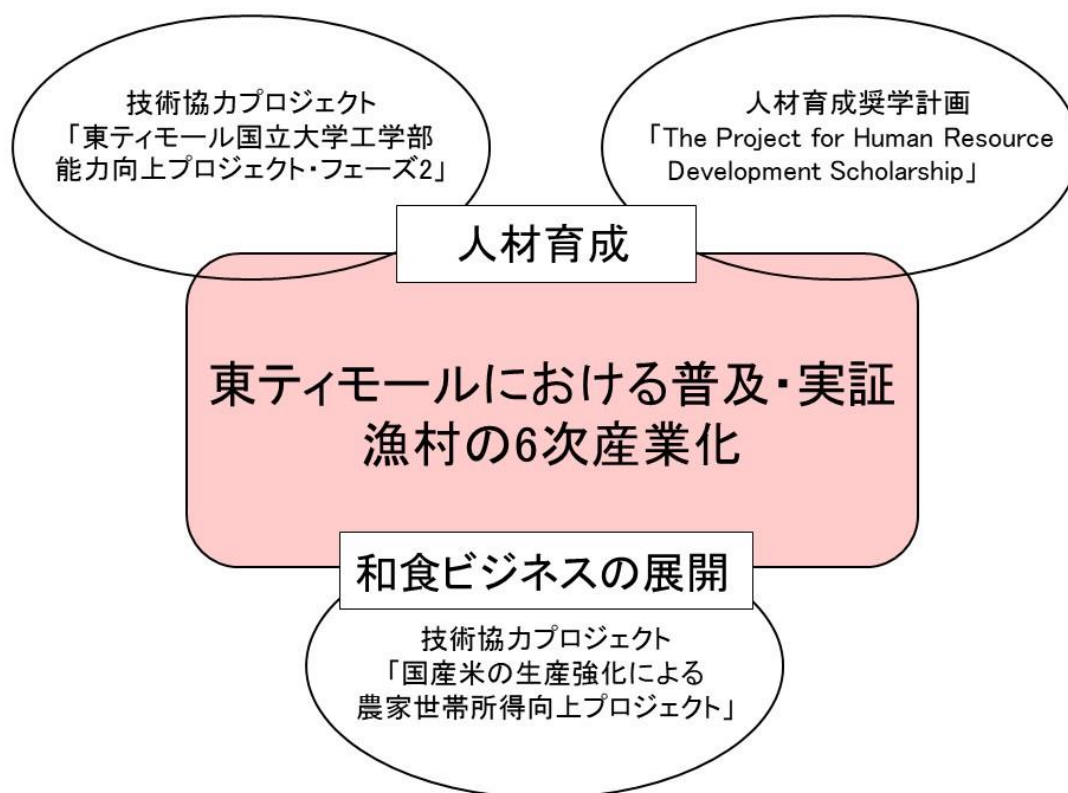 技術協力プロジェクト
「東ティモール国立大学工学部
能力向上プロジェクト・フェーズ2」
人材育成奨学計画
「The Project for Human Resource
Development Scholarship」
人材育成
東ティモールにおける普及・実証
漁村の6次産業化
和食ビジネスの展開
技術協力プロジェクト
「国産米の生産強化による
農家世帯所得向上プロジェクト」